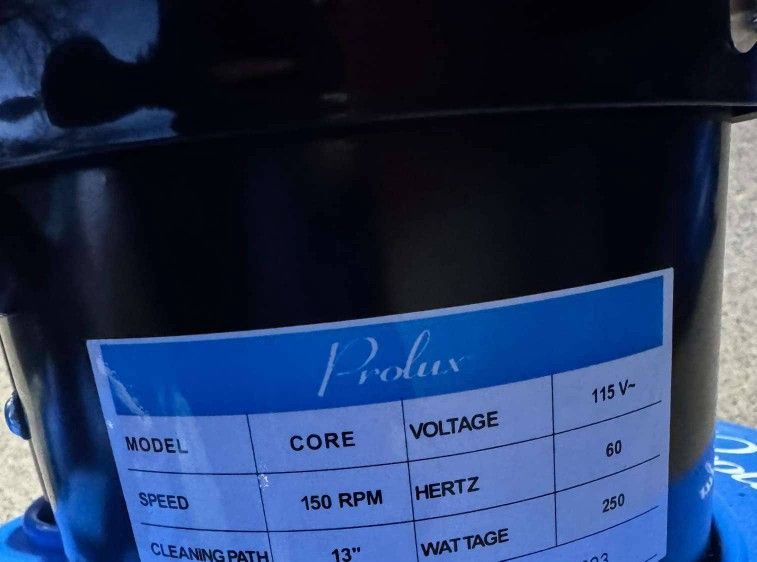 Prolux
MODEL CORE VOLTAGE 115 V~
SPEED 150 RPM HERTZ 60
CLEANING PATH 13" WATTAGE 250